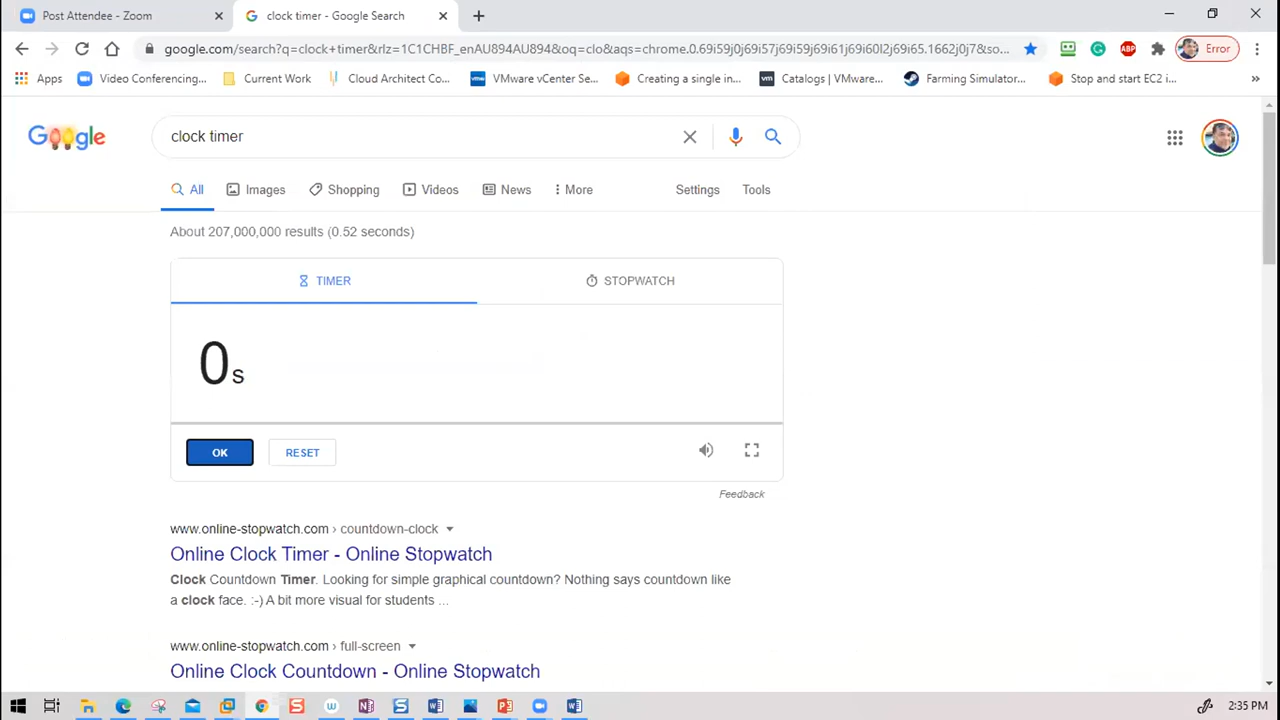 Post Attendee - Zoom
clock timer - Google Search
google.com/search?q=clock+timer&rlz=1C1CHBF_enAU894AU894&oq=clo&aqs=chrome.0.69i59j0j69i57j69i59j69i61j69i60l2j69i65.1662j0j7&so...
ABP
Error
Apps
Video Conferencing...
Current Work
Cloud Architect Co...
VMware vCenter Se...
Creating a single in...
vm
Catalogs | VMware...
Farming Simulator...
Stop and start EC2 i...
»
Google
clock timer
All
Images
Shopping
Videos
News
More
Settings
Tools
About 207,000,000 results (0.52 seconds)
TIMER
STOPWATCH
0s
OK
RESET
Feedback
www.online-stopwatch.com › countdown-clock
Online Clock Timer - Online Stopwatch
Clock Countdown Timer. Looking for simple graphical countdown? Nothing says countdown like
a clock face. :-) A bit more visual for students ...
www.online-stopwatch.com › full-screen
Online Clock Countdown - Online Stopwatch
2:35 PM